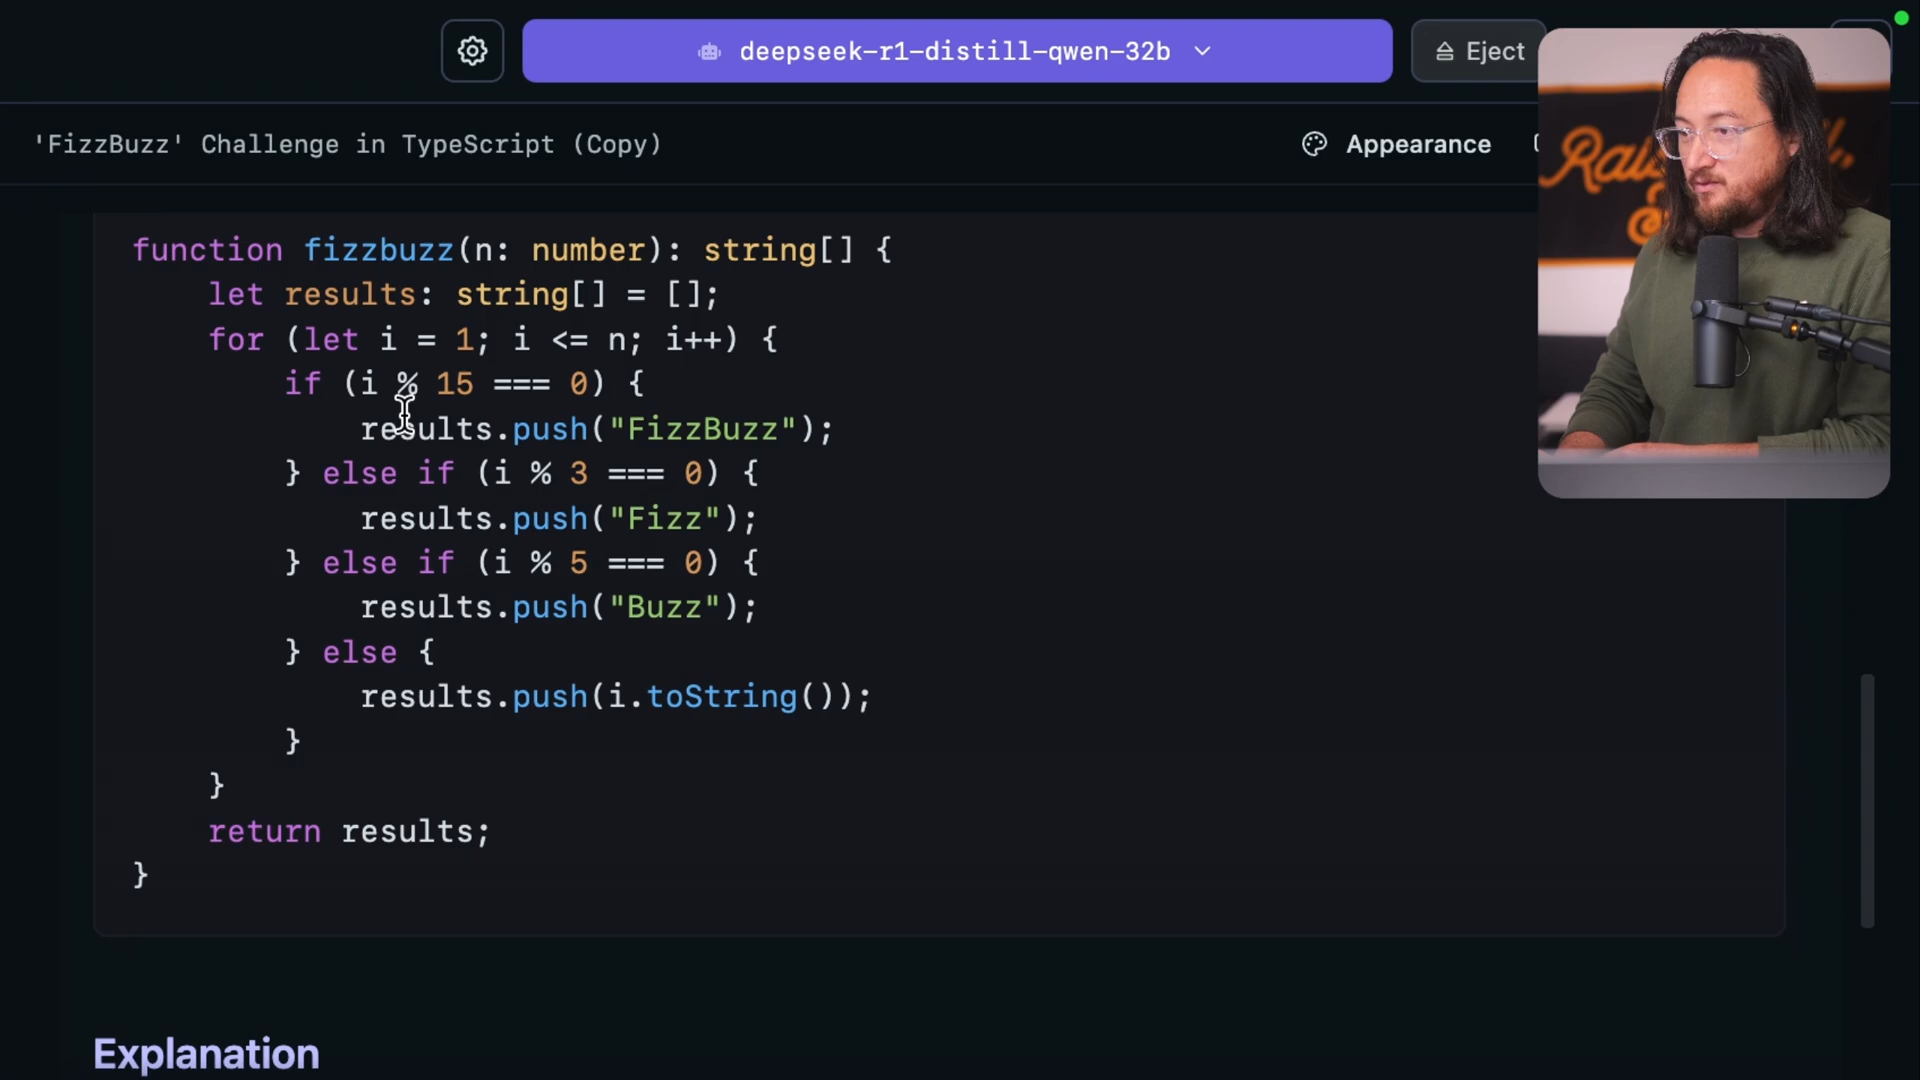 deepseek-r1-distill-qwen-32b
Eject
'FizzBuzz' Challenge in TypeScript (Copy)
Appearance
function fizzbuzz(n: number): string[] {
let results: string[] = [];
for (let i = 1; i <= n; i++) {
if (i % 15 === 0) {
results.push("FizzBuzz");
} else if (i % 3 === 0) {
results.push("Fizz");
} else if (i % 5 === 0) {
results.push("Buzz");
} else {
results.push(i.toString());
}
}
return results;
}
Explanation